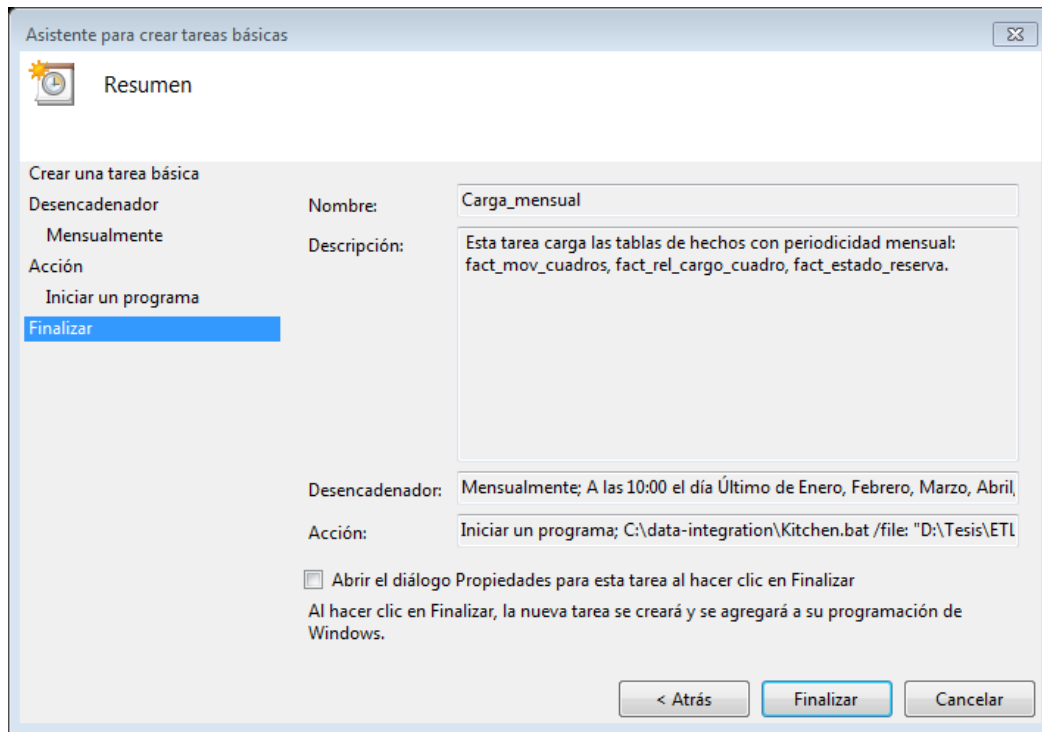 Asistente para crear tareas básicas
Resumen
Crear una tarea básica
Desencadenador
Mensualmente
Acción
Iniciar un programa
Finalizar
Nombre:
Carga_mensual
Descripción:
Esta tarea carga las tablas de hechos con periodicidad mensual:
fact_mov_cuadros, fact_rel_cargo_cuadro, fact_estado_reserva.
Desencadenador:
Mensualmente; A las 10:00 el día Último de Enero, Febrero, Marzo, Abril,
Acción:
Iniciar un programa; C:\data-integration\Kitchen.bat /file: "D:\Tesis\ETL
Abrir el diálogo Propiedades para esta tarea al hacer clic en Finalizar
Al hacer clic en Finalizar, la nueva tarea se creará y se agregará a su programación de
Windows.
< Atrás
Finalizar
Cancelar